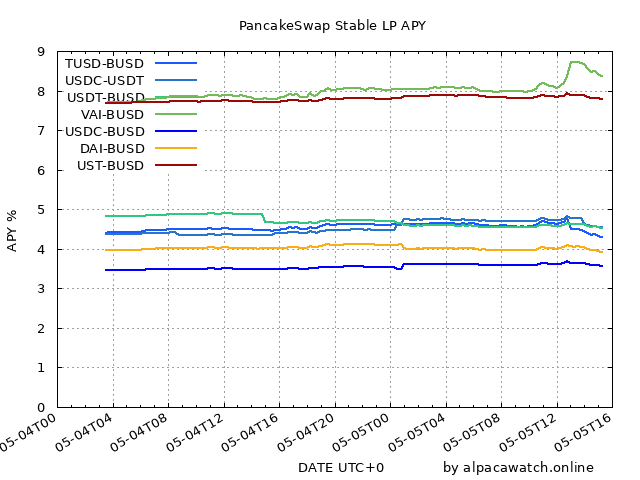 PancakeSwap Stable LP APY
9
8
7
6
5
4
3
2
1
0
APY %
TUSD-BUSD
USDC-USDT
USDT-BUSD
VAI-BUSD
USDC-BUSD
DAI-BUSD
UST-BUSD
05-04T00
05-04T04
05-04T08
05-04T12
05-04T16
05-04T20
05-05T00
05-05T04
05-05T08
05-05T12
05-05T16
DATE UTC+0
by alpacawatch.online